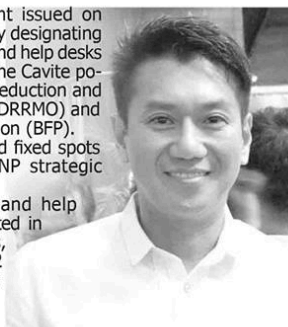 nt issued on
y designating
nd help desks
ne Cavite po-
eduction and
DRRMO) and
on (BFP).
d fixed spots
NP strategic
and help
ted in